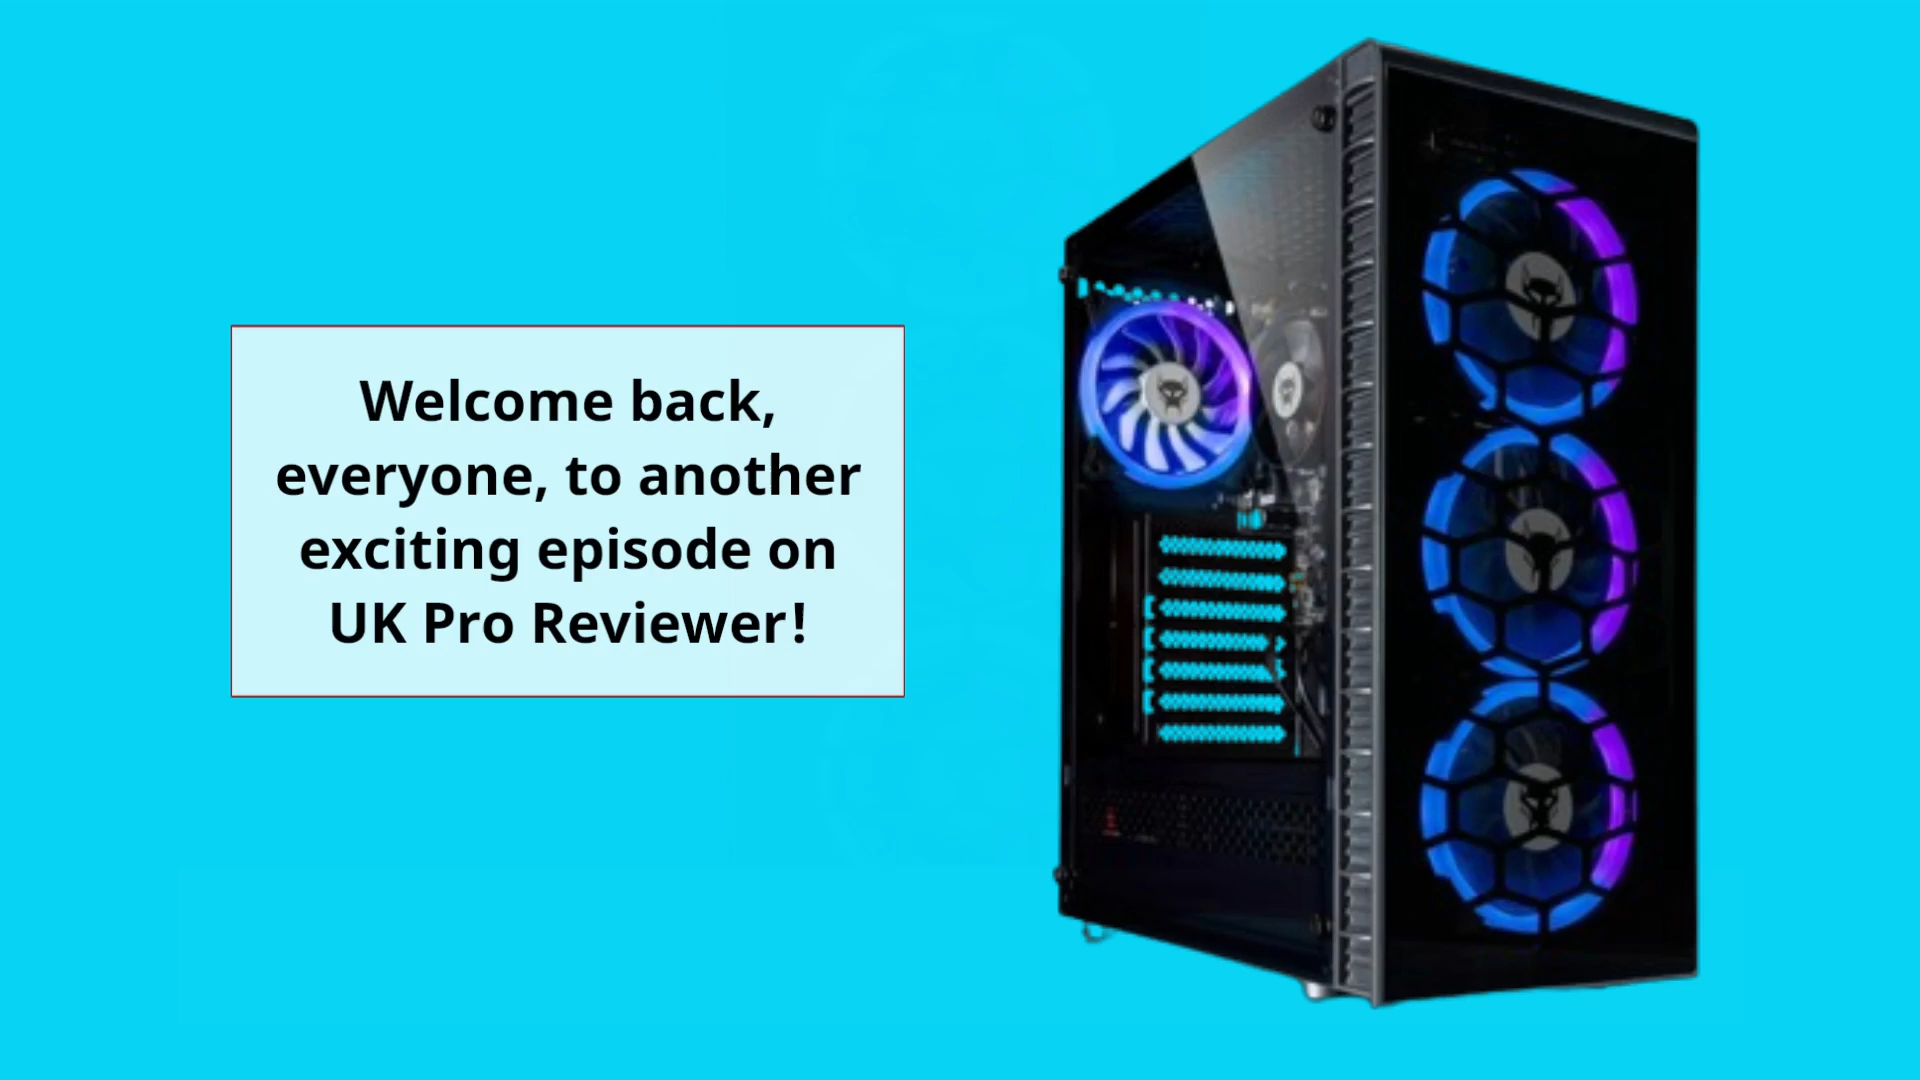 Welcome back,
everyone, to another
exciting episode on
UK Pro Reviewer!